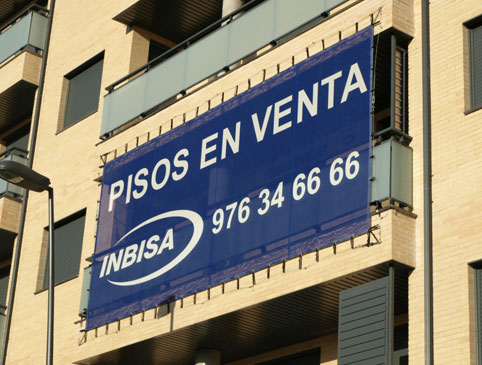 PISOS EN VENTA
INBISA 976 34 66 66